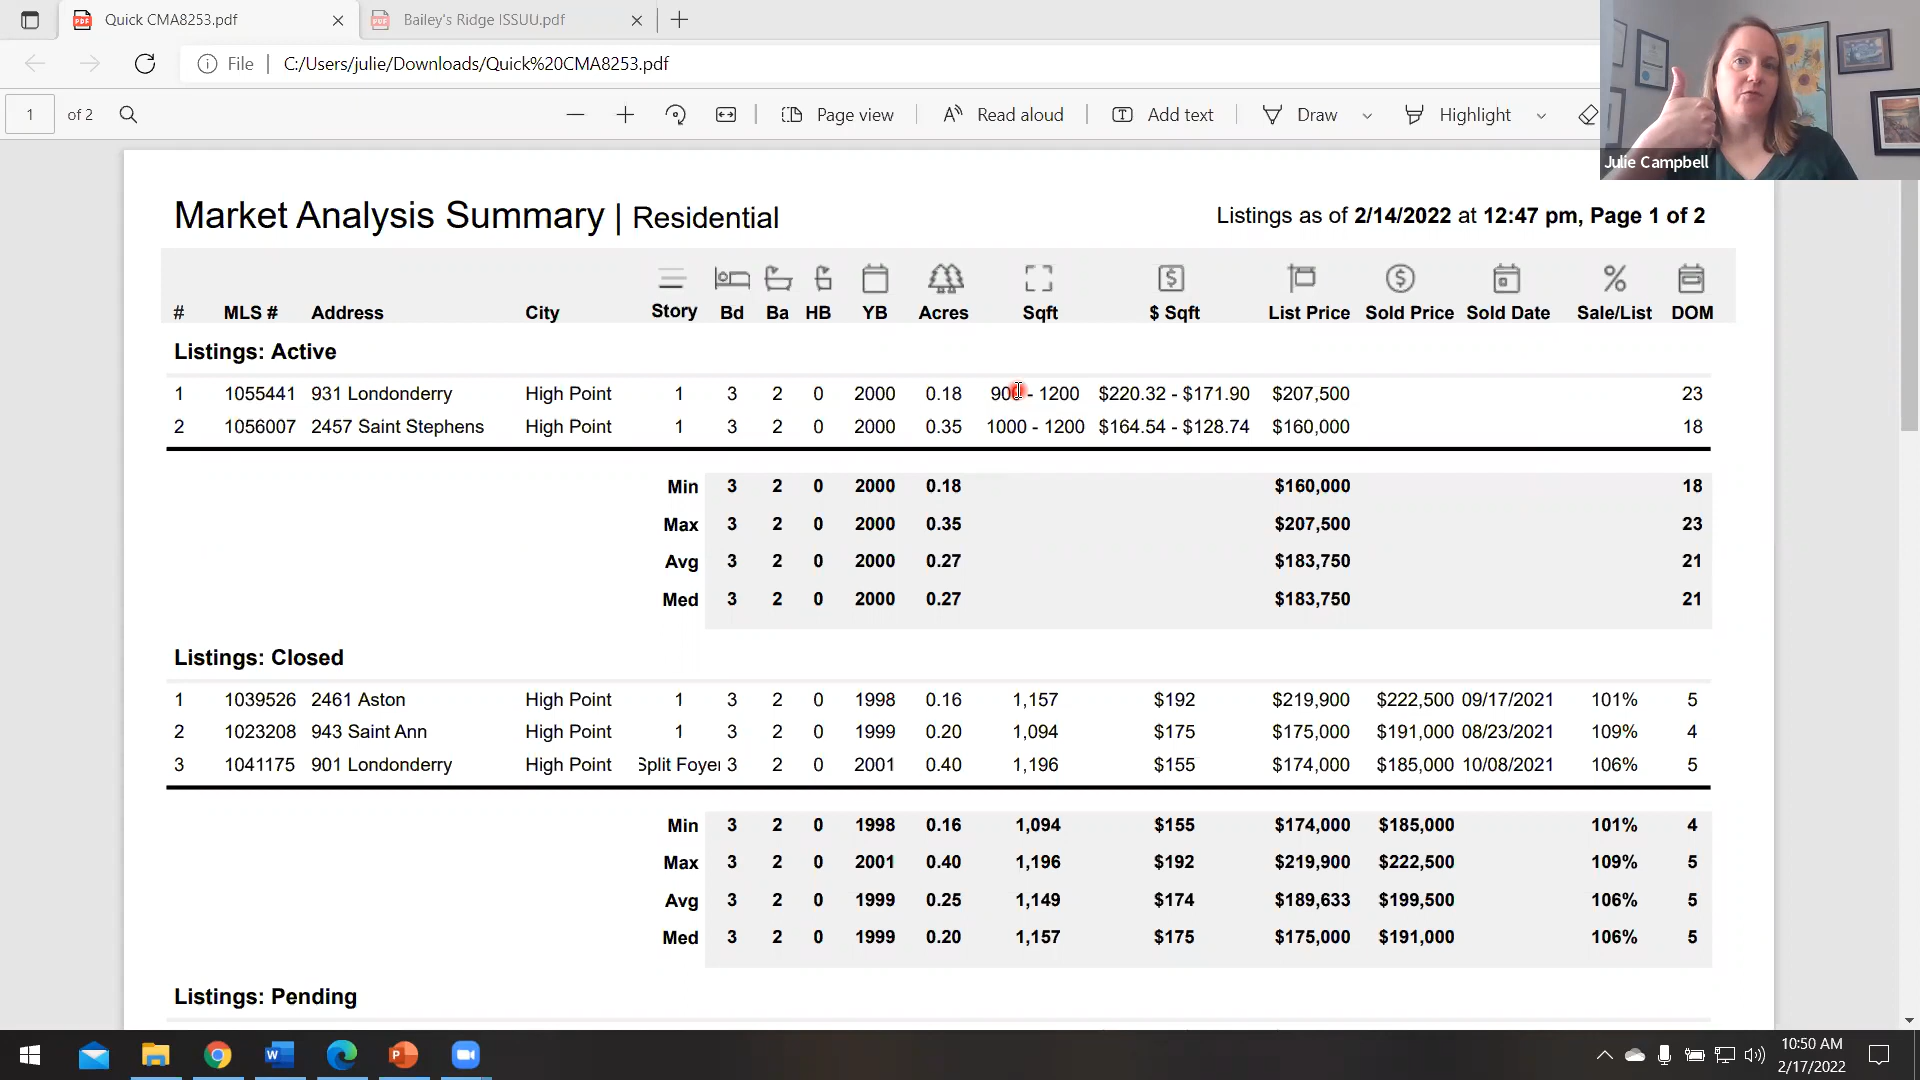 Quick CMA8253.pdf
Bailey's Ridge ISSUU.pdf
File
C:/Users/julie/Downloads/Quick%20CMA8253.pdf
1 of 2
Page view
Read aloud
Add text
Draw
Highlight
Julie Campbell
Market Analysis Summary | Residential
Listings as of 2/14/2022 at 12:47 pm, Page 1 of 2
# MLS # Address City Story Bd Ba HB YB Acres Sqft $ Sqft List Price Sold Price Sold Date Sale/List DOM
Listings: Active
1 1055441 931 Londonderry High Point 1 3 2 0 2000 0.18 900 - 1200 $220.32 - $171.90 $207,500 23
2 1056007 2457 Saint Stephens High Point 1 3 2 0 2000 0.35 1000 - 1200 $164.54 - $128.74 $160,000 18
Min 3 2 0 2000 0.18 $160,000 18
Max 3 2 0 2000 0.35 $207,500 23
Avg 3 2 0 2000 0.27 $183,750 21
Med 3 2 0 2000 0.27 $183,750 21
Listings: Closed
1 1039526 2461 Aston High Point 1 3 2 0 1998 0.16 1,157 $192 $219,900 $222,500 09/17/2021 101% 5
2 1023208 943 Saint Ann High Point 1 3 2 0 1999 0.20 1,094 $175 $175,000 $191,000 08/23/2021 109% 4
3 1041175 901 Londonderry High Point Split Foyer 3 2 0 2001 0.40 1,196 $155 $174,000 $185,000 10/08/2021 106% 5
Min 3 2 0 1998 0.16 1,094 $155 $174,000 $185,000 101% 4
Max 3 2 0 2001 0.40 1,196 $192 $219,900 $222,500 109% 5
Avg 3 2 0 1999 0.25 1,149 $174 $189,633 $199,500 106% 5
Med 3 2 0 1999 0.20 1,157 $175 $175,000 $191,000 106% 5
Listings: Pending
10:50 AM
2/17/2022